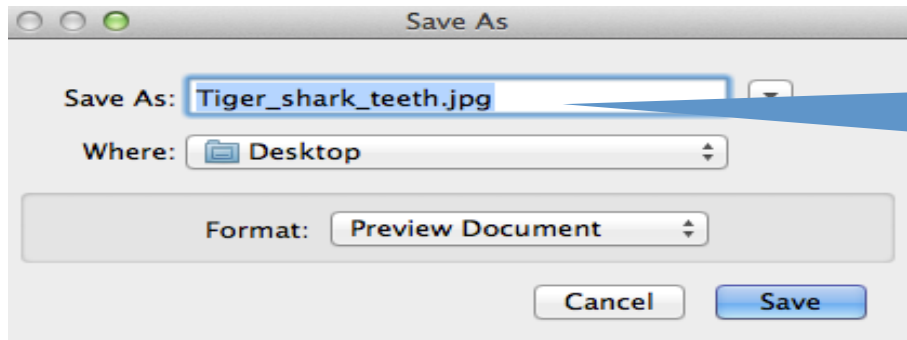 Save As
Save As: Tiger_shark_teeth.jpg
Where: Desktop
Format: Preview Document
Cancel Save